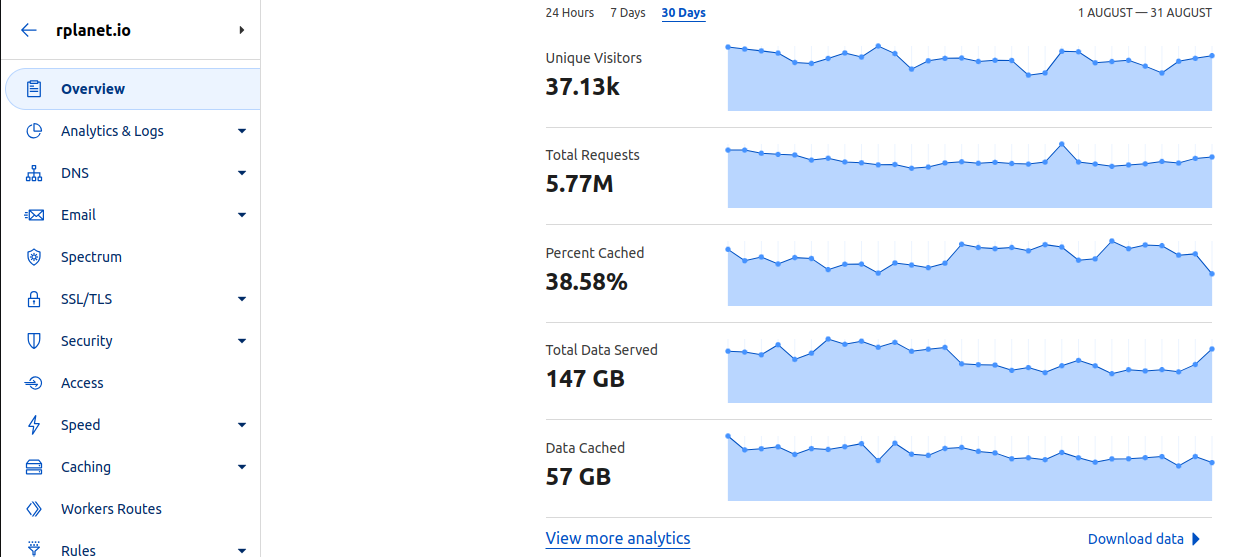 rplanet.io
Overview
Analytics & Logs
DNS
Email
Spectrum
SSL/TLS
Security
Access
Speed
Caching
Workers Routes
Rules
24 Hours 7 Days 30 Days 1 AUGUST — 31 AUGUST
Unique Visitors
37.13k
Total Requests
5.77M
Percent Cached
38.58%
Total Data Served
147 GB
Data Cached
57 GB
View more analytics Download data